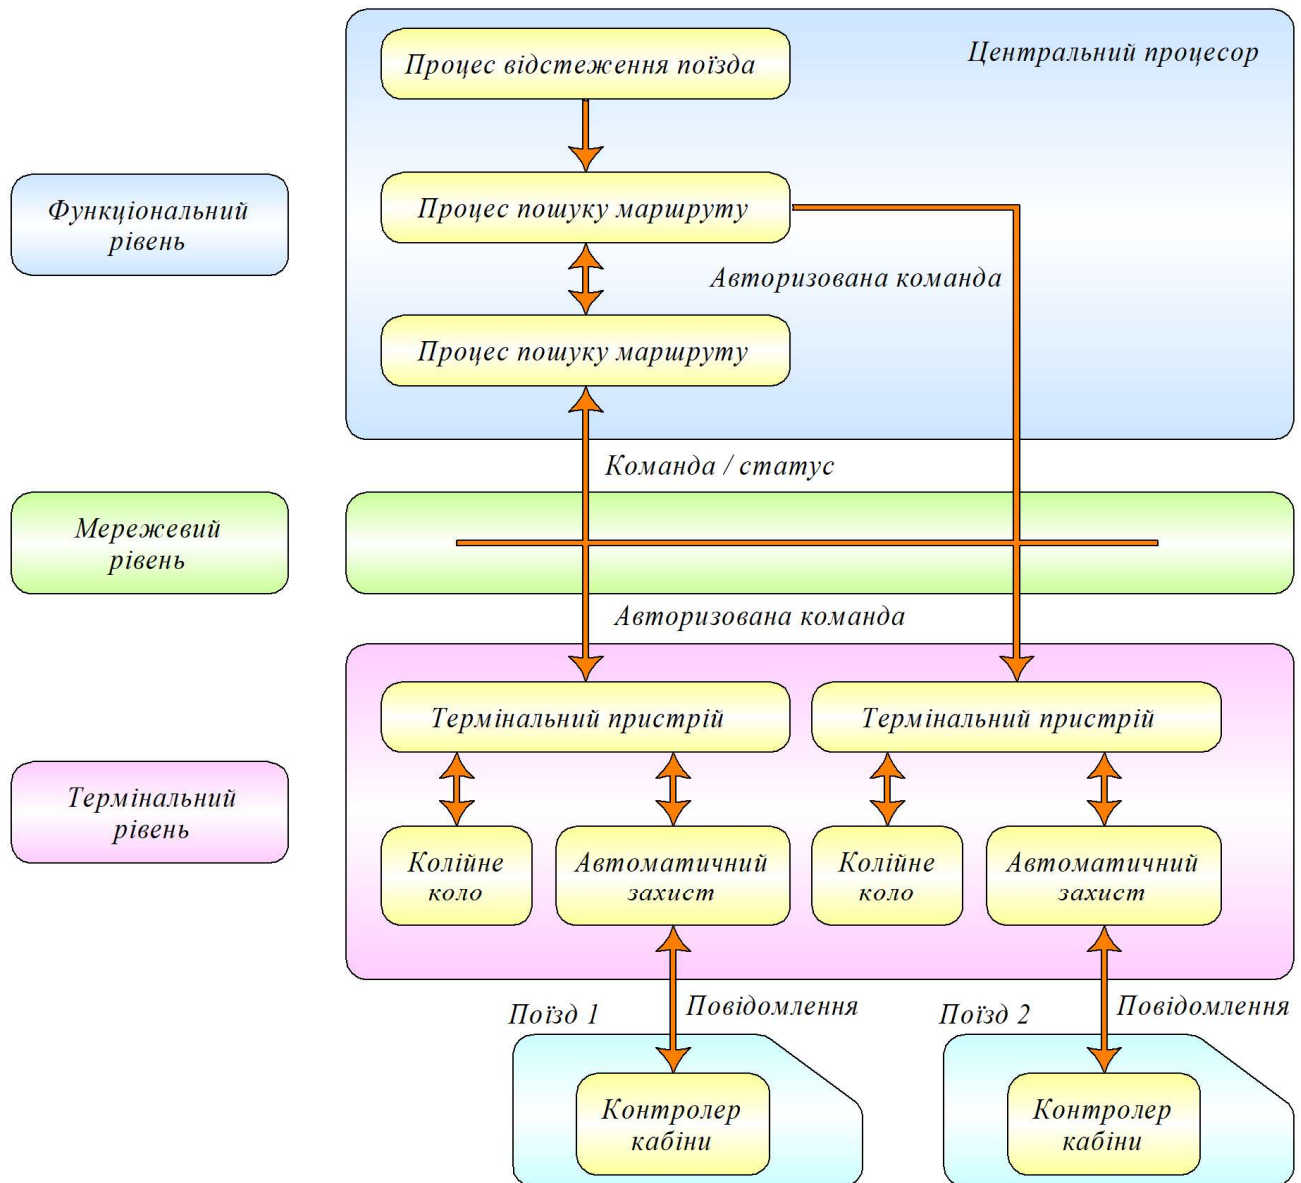 Центральний процесор
Процес відстеження поїзда
Функціональний
рівень
Процес пошуку маршруту
Авторизована команда
Процес пошуку маршруту
Команда / статус
Мережевий
рівень
Авторизована команда
Термінальний
рівень
Термінальний пристрій
Термінальний пристрій
Колійне
коло
Автоматичний
захист
Колійне
коло
Автоматичний
захист
Поїзд 1
Повідомлення
Поїзд 2
Повідомлення
Контролер
кабіни
Контролер
кабіни